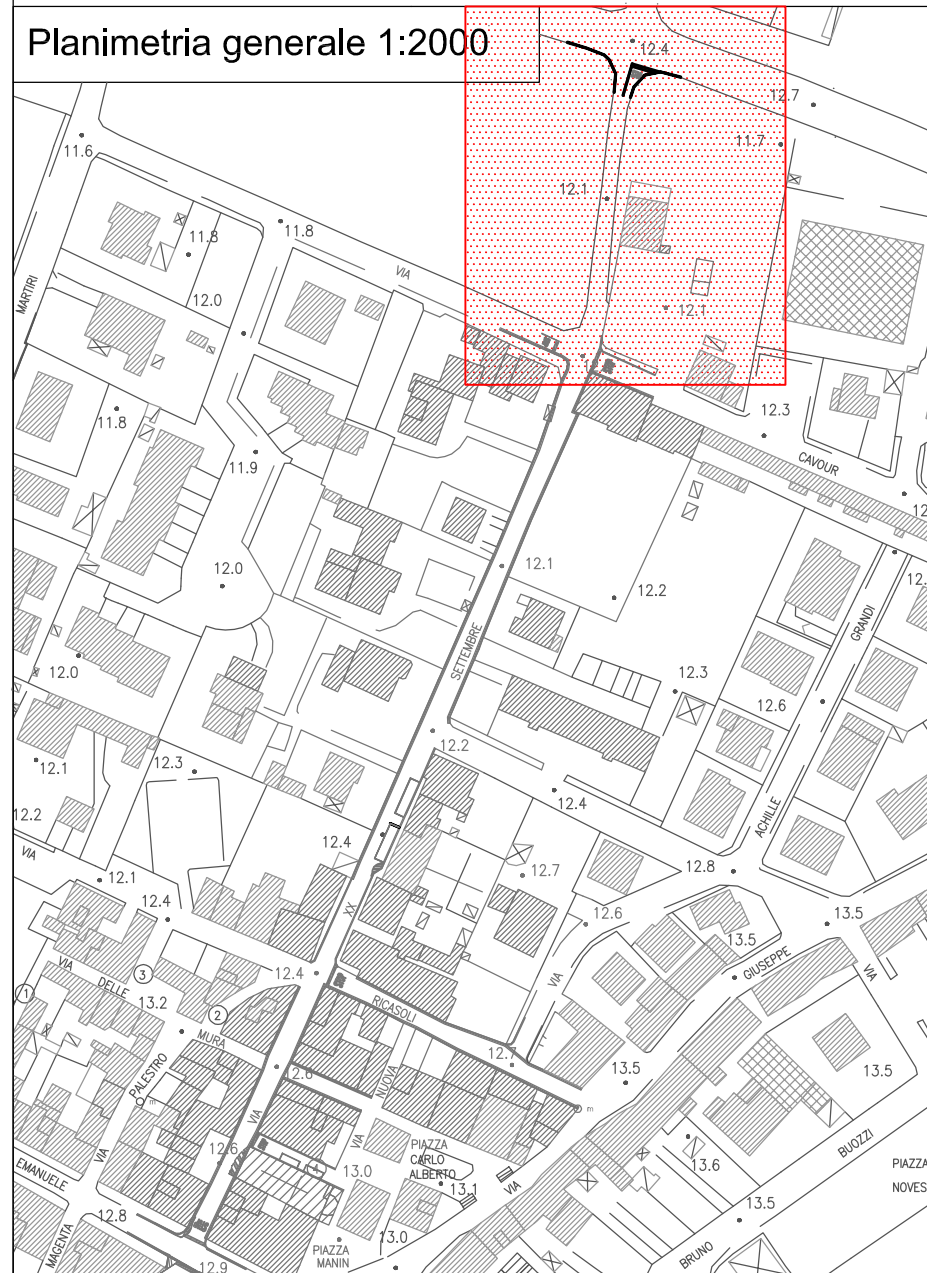 Planimetria generale 1:2000
12.4
12.7
11.6
11.7
12.1
11.8
11.8
VIA
MARTIRI
12.0
12.1
11.8
12.3
11.9
CAVOUR
12.1
12.0
12.2
GRANDI
SETTEMBRE
12.0
12.3
12.6
12.2
12.1
12.3
12.4
12.2
12.4
ACHILLE
VIA
12.8
12.1
12.7
12.4
XX
12.6
13.5
13.5
VIA
DELLE
3
12.4
GIUSEPPE
VIA
VIA
1
13.2
2
RICASOLI
MURA
12.7
13.5
13.5
PALESTRO
m
NUOVA
m
VIA
PIAZZA
CARLO
ALBERTO
BUOZZI
12.6
VIA
4
13.0
13.6
PIAZZA
EMANUELE
VIA
13.1
VIA
NOVES
12.8
13.0
13.5
MAGENTA
PIAZZA
MANIN
BRUNO
12.9